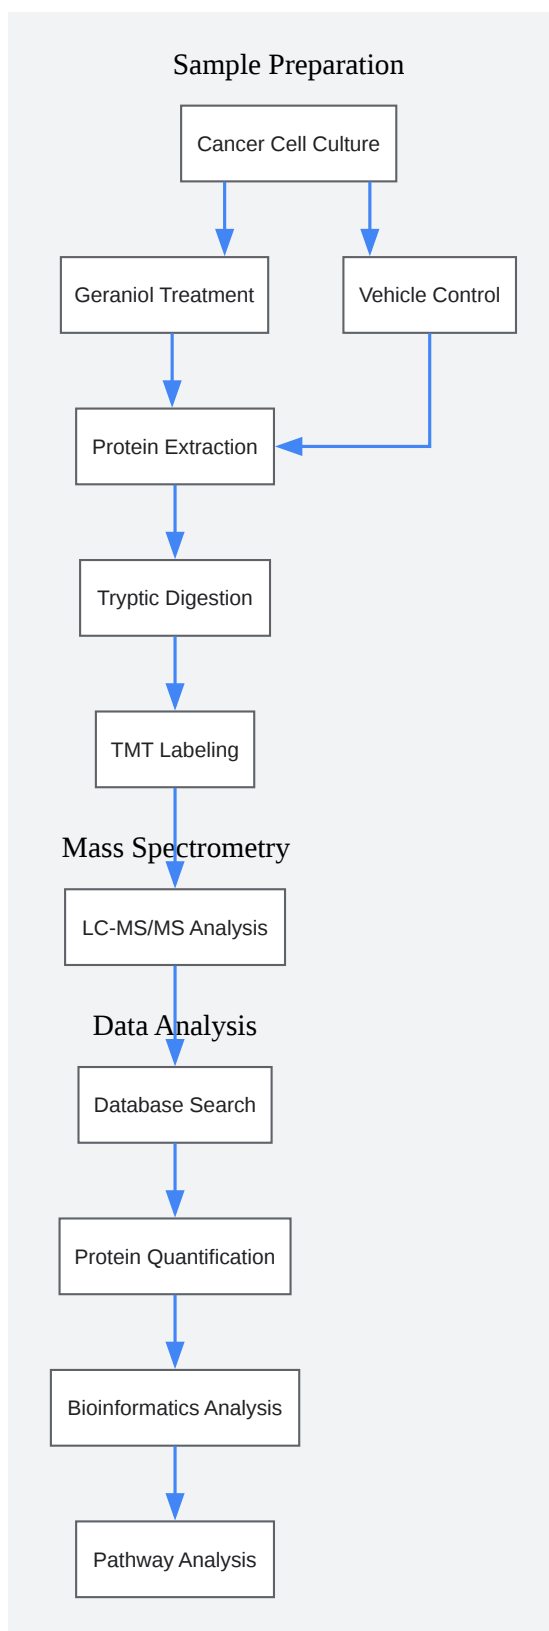 Sample Preparation
Cancer Cell Culture
Geraniol Treatment
Vehicle Control
Protein Extraction
Tryptic Digestion
TMT Labeling
Mass Spectrometry
LC-MS/MS Analysis
Data Analysis
Database Search
Protein Quantification
Bioinformatics Analysis
Pathway Analysis